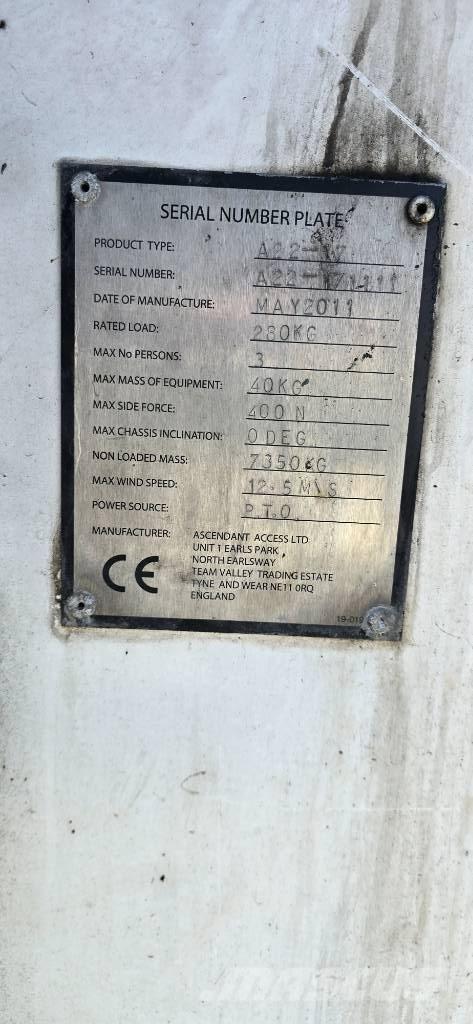 SERIAL NUMBER PLATE
PRODUCT TYPE: A22-17
SERIAL NUMBER:
DATE OF MANUFACTURE: MAY2011
RATED LOAD: 280KG
MAX No PERSONS: 3
MAX MASS OF EQUIPMENT: 40KG
MAX SIDE FORCE: 400 N
MAX CHASSIS INCLINATION: 0 DEG
NON LOADED MASS: 7350KG
MAX WIND SPEED: 12.5M\S
POWER SOURCE: P.T.O.
MANUFACTURER: ASCENDANT ACCESS LTD
UNIT 1 EARLS PARK,
NORTH EARLSWAY
TEAM VALLEY TRADING ESTATE
TYNE AND WEAR NE11 0RQ
ENGLAND
CE
MASCUS